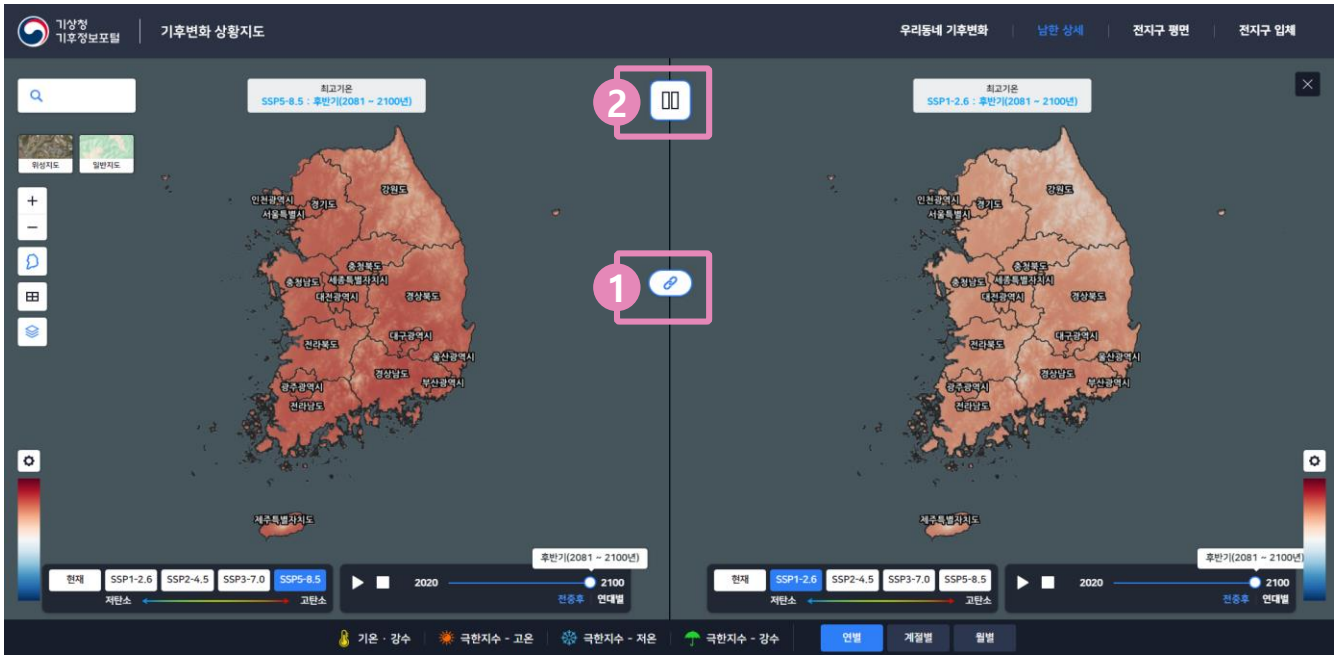 기상청
기후정보포털
기후변화 상황지도
우리동네 기후변화
남한 상세
전지구 평면
전지구 입체
최고기온
SSP5-8.5 : 후반기(2081 ~ 2100년)
2
최고기온
SSP1-2.6 : 후반기(2081 ~ 2100년)
위성지도
일반지도
인천광역시
경기도
강원도
서울특별시
충청북도
충청남도
세종특별자치시
대전광역시
경상북도
전라북도
대구광역시
울산광역시
경상남도
부산광역시
광주광역시
전라남도
제주특별자치도
1
인천광역시
경기도
강원도
서울특별시
충청북도
충청남도
세종특별자치시
대전광역시
경상북도
전라북도
대구광역시
울산광역시
경상남도
부산광역시
광주광역시
전라남도
제주특별자치도
후반기(2081 ~ 2100년)
현재 SSP1-2.6 SSP2-4.5 SSP3-7.0 SSP5-8.5
저탄소 고탄소
2020 2100
전중후 연대별
후반기(2081 ~ 2100년)
현재 SSP1-2.6 SSP2-4.5 SSP3-7.0 SSP5-8.5
저탄소 고탄소
2020 2100
전중후 연대별
기온 · 강수 극한지수 - 고온 극한지수 - 저온 극한지수 - 강수 연별 계절별 월별